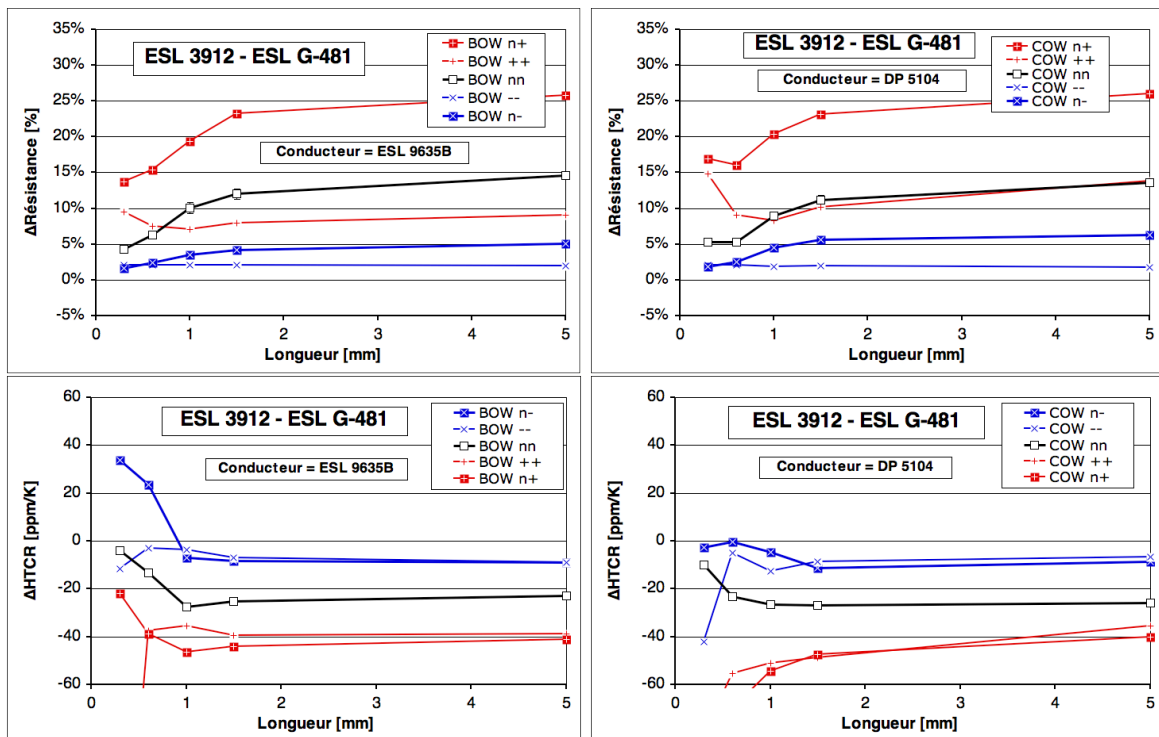 ESL 3912 - ESL G-481
BOW n+
BOW ++
BOW nn
BOW --
BOW n-
Conducteur = ESL 9635B
ΔRésistance [%]
35%
30%
25%
20%
15%
10%
5%
0%
-5%
0 1 2 3 4 5
Longueur [mm]
ESL 3912 - ESL G-481
COW n+
COW ++
COW nn
COW --
COW n-
Conducteur = DP 5104
ΔRésistance [%]
35%
30%
25%
20%
15%
10%
5%
0%
-5%
0 1 2 3 4 5
Longueur [mm]
ESL 3912 - ESL G-481
BOW n-
BOW --
BOW nn
BOW ++
BOW n+
Conducteur = ESL 9635B
ΔHTCR [ppm/K]
60
40
20
0
-20
-40
-60
0 1 2 3 4 5
Longueur [mm]
ESL 3912 - ESL G-481
COW n-
COW --
COW nn
COW ++
COW n+
Conducteur = DP 5104
ΔHTCR [ppm/K]
60
40
20
0
-20
-40
-60
0 1 2 3 4 5
Longueur [mm]